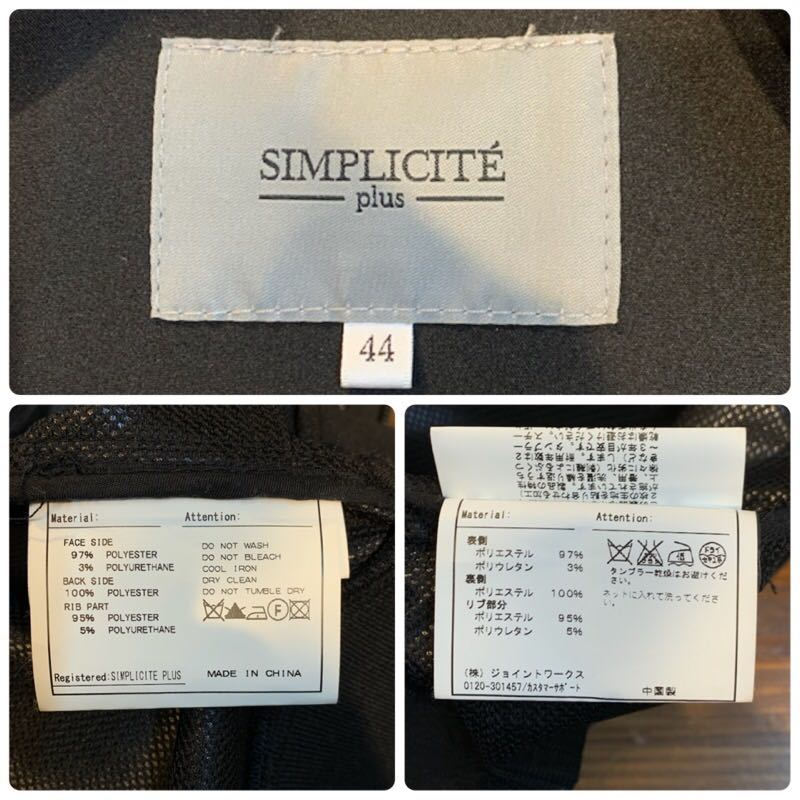 SIMPLICITÉ
plus
44
Material: Attention:
FACE SIDE
97% POLYESTER
3% POLYURETHANE
BACK SIDE
100% POLYESTER
RIB PART
95% POLYESTER
5% POLYURETHANE
DO NOT WASH
DO NOT BLEACH
COOL IRON
DRY CLEAN
DO NOT TUMBLE DRY
F
Registered:SIMPLICITE PLUS MADE IN CHINA
Material: Attention:
表側
ポリエステル 97%
ポリウレタン 3%
裏側
ポリエステル 100%
リブ部分
ポリエステル 95%
ポリウレタン 5%
ドライ
タンブラー乾燥はお避けくだ
さい。
ネットに入れて洗ってくださ
い。
(株) ジョイントワークス
0120-301457/カスタマーサポート
中国製